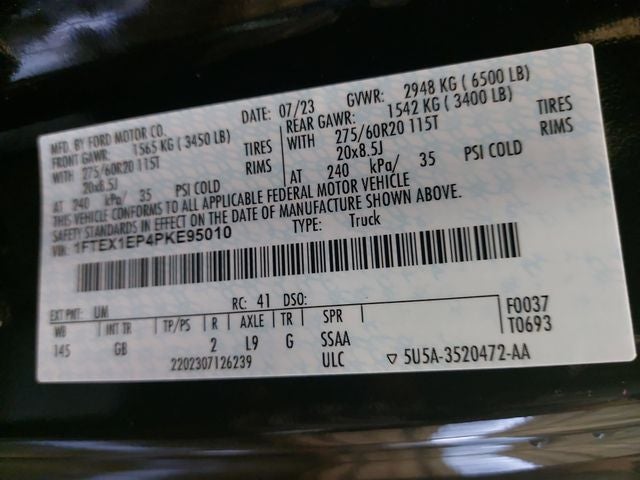 MFD. BY FORD MOTOR CO.
DATE: 07/23 GVWR: 2948 KG ( 6500 LB)
FRONT GAWR: 1565 KG ( 3450 LB) REAR GAWR: 1542 KG ( 3400 LB)
WITH 275/60R20 115T TIRES WITH 275/60R20 115T TIRES
20x8.5J RIMS 20x8.5J RIMS
AT 240 kPa/ 35 PSI COLD AT 240 kPa/ 35 PSI COLD
THIS VEHICLE CONFORMS TO ALL APPLICABLE FEDERAL MOTOR VEHICLE
SAFETY STANDARDS IN EFFECT ON THE DATE OF MANUFACTURE SHOWN ABOVE.
VIN: 1FTEX1EP4PKE95010 TYPE: Truck
EXT PNT: UM RC: 41 DSO: F0037
WB INT TR TP/PS R AXLE TR SPR T0693
145 GB 2 L9 G SSAA
2202307126239 ULC ▽ 5U5A-3520472-AA